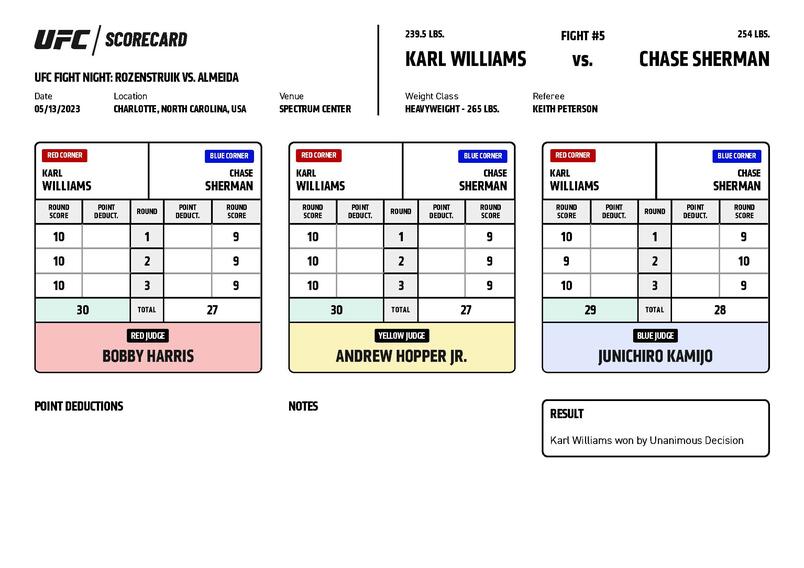 UFC SCORECARD
UFC FIGHT NIGHT: ROZENSTRUIK VS. ALMEIDA
Date Location Venue
05/13/2023 CHARLOTTE, NORTH CAROLINA, USA SPECTRUM CENTER
239.5 LBS. FIGHT #5 254 LBS.
KARL WILLIAMS vs. CHASE SHERMAN
Weight Class Referee
HEAVYWEIGHT - 265 LBS. KEITH PETERSON
RED CORNER BLUE CORNER
KARL CHASE
WILLIAMS SHERMAN
ROUND POINT ROUND POINT ROUND
SCORE DEDUCT. DEDUCT. SCORE
10 1 9
10 2 9
10 3 9
30 TOTAL 27
RED JUDGE
BOBBY HARRIS
RED CORNER BLUE CORNER
KARL CHASE
WILLIAMS SHERMAN
ROUND POINT ROUND POINT ROUND
SCORE DEDUCT. DEDUCT. SCORE
10 1 9
10 2 9
10 3 9
30 TOTAL 27
YELLOW JUDGE
ANDREW HOPPER JR.
RED CORNER BLUE CORNER
KARL CHASE
WILLIAMS SHERMAN
ROUND POINT ROUND POINT ROUND
SCORE DEDUCT. DEDUCT. SCORE
10 1 9
9 2 10
10 3 9
29 TOTAL 28
BLUE JUDGE
JUNICHIRO KAMIJO
POINT DEDUCTIONS
NOTES
RESULT
Karl Williams won by Unanimous Decision